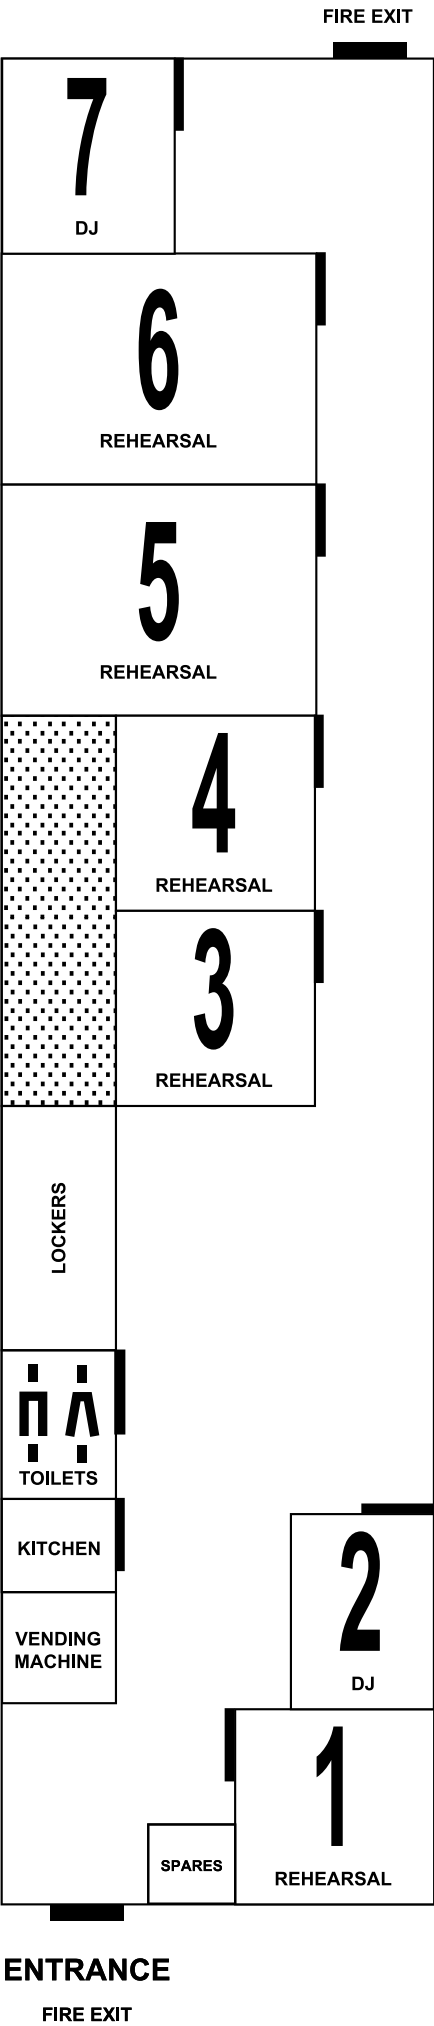 FIRE EXIT
7
DJ
6
REHEARSAL
5
REHEARSAL
4
REHEARSAL
3
REHEARSAL
LOCKERS
TOILETS
KITCHEN
2
DJ
VENDING
MACHINE
1
SPARES
REHEARSAL
ENTRANCE
FIRE EXIT